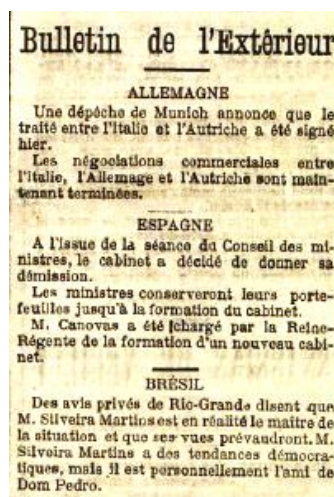 Bulletin de l'Extérieur
ALLEMAGNE
Une dépêche de Munich annonce que le
traité entre l'Italie et l'Autriche a été signé
hier.
Les négociations commerciales entre
l'Italie, l'Allemage et l'Autriche sont main-
tenant terminées.
ESPAGNE
A l'issue de la séance du Conseil des mi-
nistres, le cabinet a décidé de donner sa
démission.
Les ministres conserveront leurs porte-
feuilles jusqu'à la formation du cabinet.
M. Canovas a été chargé par la Reine-
Régente de la formation d'un nouveau cabi-
net.
BRÉSIL
Des avis privés de Rio-Grande disent que
M. Silveira Martins est en réalité le maitre de
la situation et que ses vues prévaudront. M.
Silveira Martins a des tendances démocra-
tiques, mais il est personnellement l'ami de
Dom Pedro.